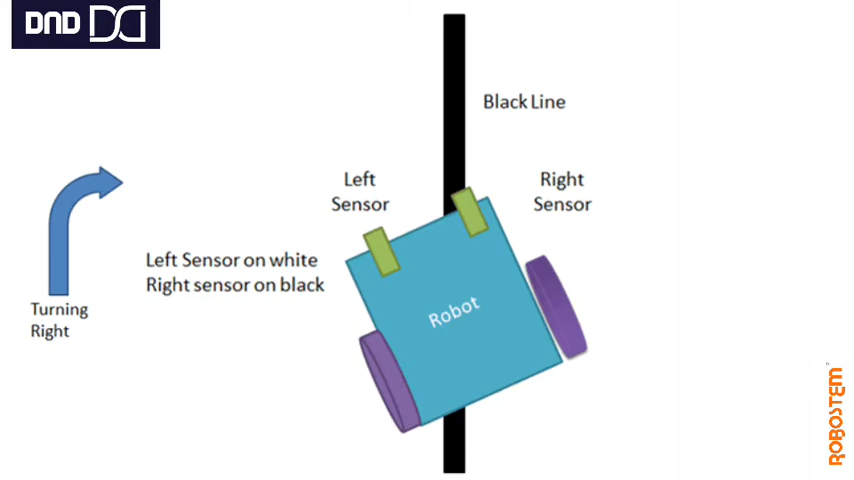 DND
Black Line
Left
Sensor
Right
Sensor
Left Sensor on white
Right sensor on black
Turning
Right
Robot
ROBOSTEM